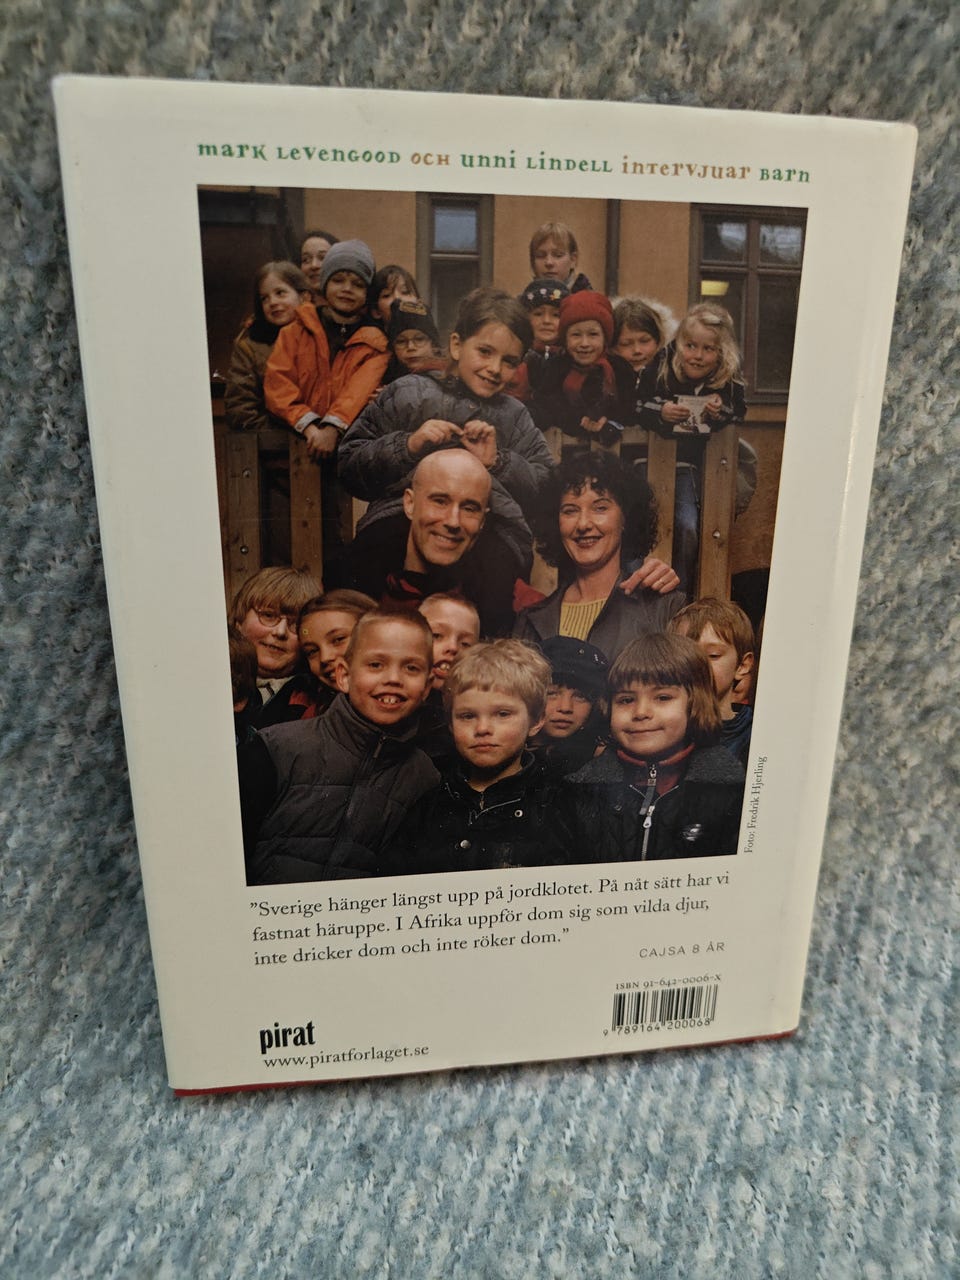 mark Levengood och unni Lindell intervjuar barn
Foto: Fredrik Hjerling
"Sverige hänger längst upp på jordklotet. På nåt sätt har vi
fastnat häruppe. I Afrika uppför dom sig som vilda djur,
inte dricker dom och inte röker dom."
CAJSA 8 ÅR
ISBN 91-642-0006-X
9 789164 200068
pirat
www.piratforlaget.se